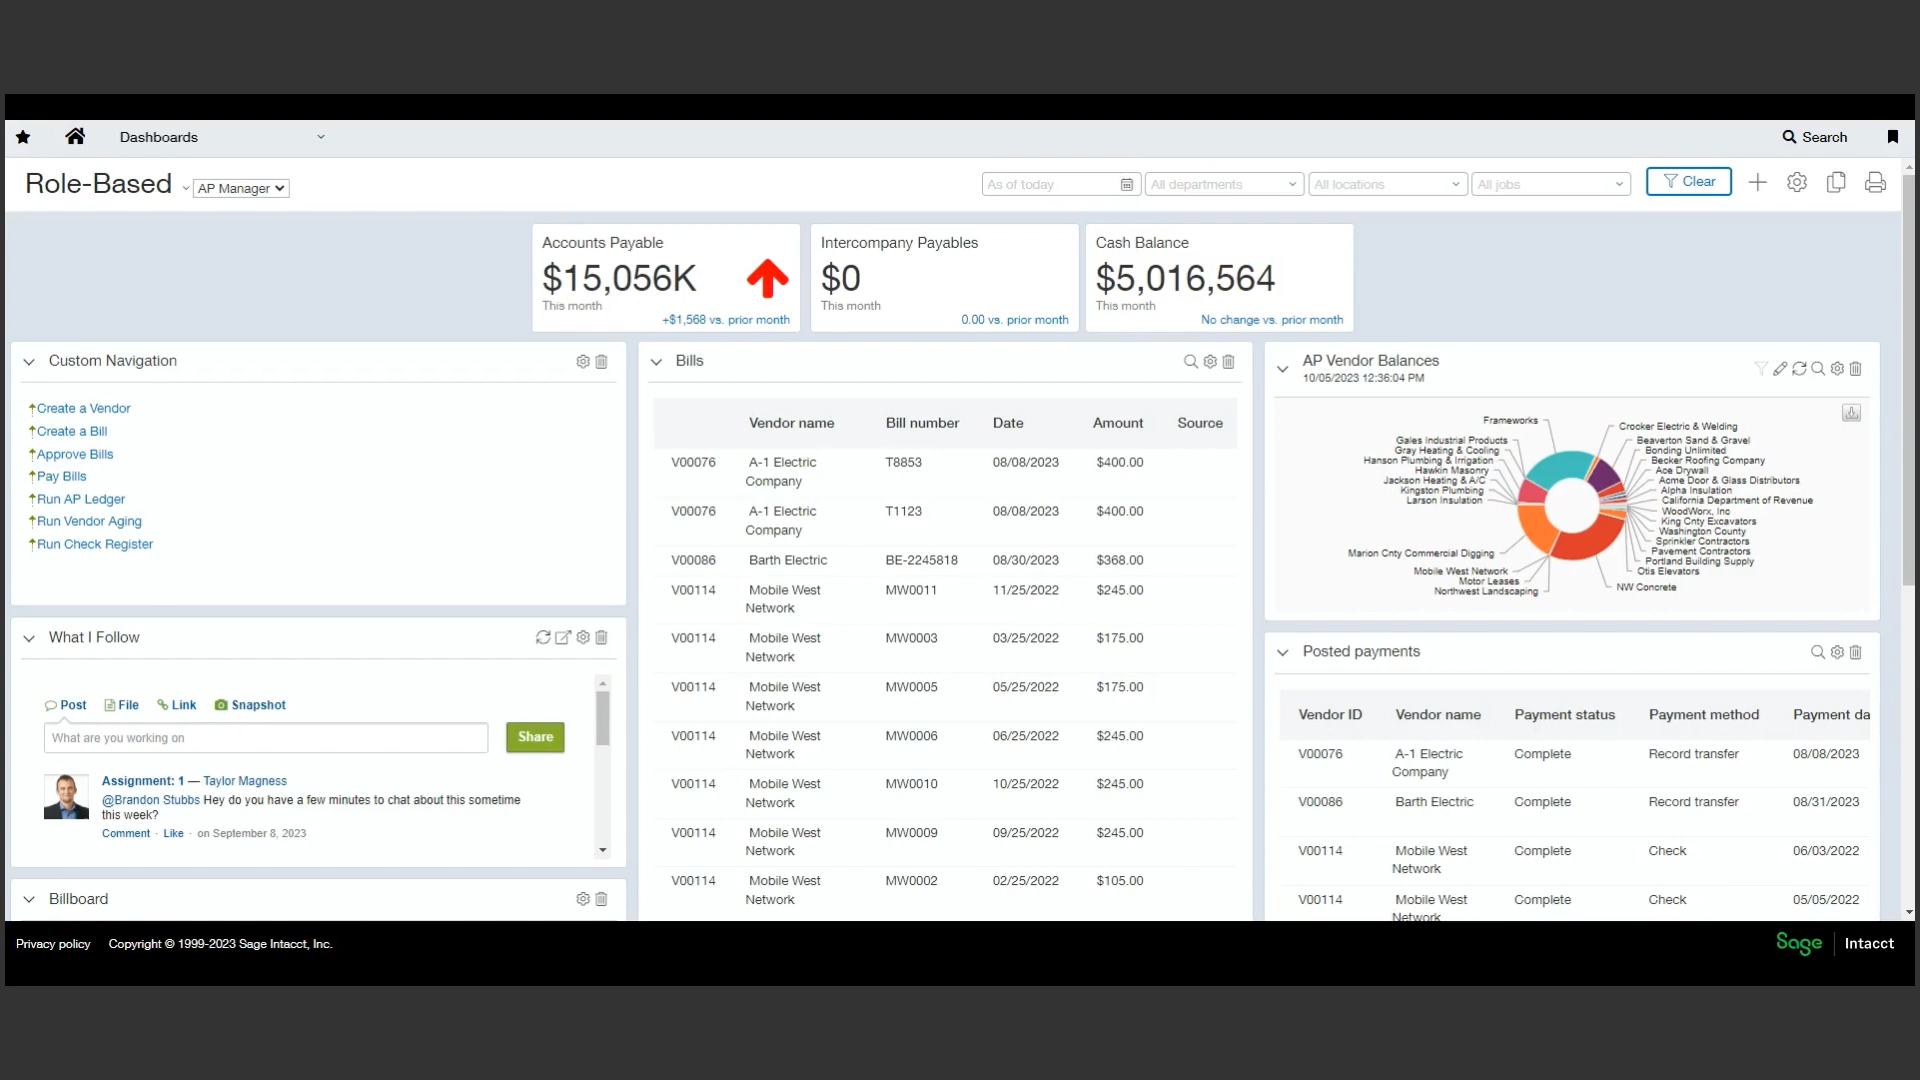 Dashboards
Search
Role-Based
AP Manager
As of today
All departments
All locations
All jobs
Clear
Accounts Payable
$15,056K
This month
+$1,568 vs. prior month
Intercompany Payables
$0
This month
0.00 vs. prior month
Cash Balance
$5,016,564
This month
No change vs. prior month
Custom Navigation
Create a Vendor
Create a Bill
Approve Bills
Pay Bills
Run AP Ledger
Run Vendor Aging
Run Check Register
What I Follow
Post File Link Snapshot
What are you working on
Share
Assignment: 1 — Taylor Magness
@Brandon Stubbs Hey do you have a few minutes to chat about this sometime
this week?
Comment · Like · on September 8, 2023
Billboard
Bills
Vendor name Bill number Date Amount Source
V00076 A-1 Electric Company T8853 08/08/2023 $400.00
V00076 A-1 Electric Company T1123 08/08/2023 $400.00
V00086 Barth Electric BE-2245818 08/30/2023 $368.00
V00114 Mobile West Network MW0011 11/25/2022 $245.00
V00114 Mobile West Network MW0003 03/25/2022 $175.00
V00114 Mobile West Network MW0005 05/25/2022 $175.00
V00114 Mobile West Network MW0006 06/25/2022 $245.00
V00114 Mobile West Network MW0010 10/25/2022 $245.00
V00114 Mobile West Network MW0009 09/25/2022 $245.00
V00114 Mobile West Network MW0002 02/25/2022 $105.00
AP Vendor Balances
10/05/2023 12:36:04 PM
Frameworks
Gales Industrial Products
Gray Heating & Cooling
Hanson Plumbing & Irrigation
Hawkin Masonry
Jackson Heating & A/C
Kingston Plumbing
Larson Insulation
Marion Cnty Commercial Digging
Mobile West Network
Motor Leases
Northwest Landscaping
Crocker Electric & Welding
Beaverton Sand & Gravel
Bonding Unlimited
Becker Roofing Company
Ace Drywall
Acme Door & Glass Distributors
Alpha Insulation
California Department of Revenue
WoodWorx, Inc
King Cnty Excavators
Washington County
Sprinkler Contractors
Pavement Contractors
Portland Building Supply
Otis Elevators
NW Concrete
Posted payments
Vendor ID Vendor name Payment status Payment method Payment da
V00076 A-1 Electric Company Complete Record transfer 08/08/2023
V00086 Barth Electric Complete Record transfer 08/31/2023
V00114 Mobile West Network Complete Check 06/03/2022
V00114 Mobile West Network Complete Check 05/05/2022
Privacy policy Copyright © 1999-2023 Sage Intacct, Inc.
Sage Intacct